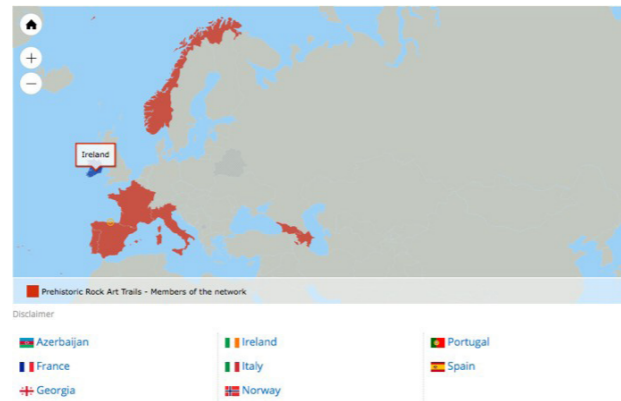 Ireland
Prehistoric Rock Art Trails - Members of the network
Disclaimer
Azerbaijan
Ireland
Portugal
France
Italy
Spain
Georgia
Norway